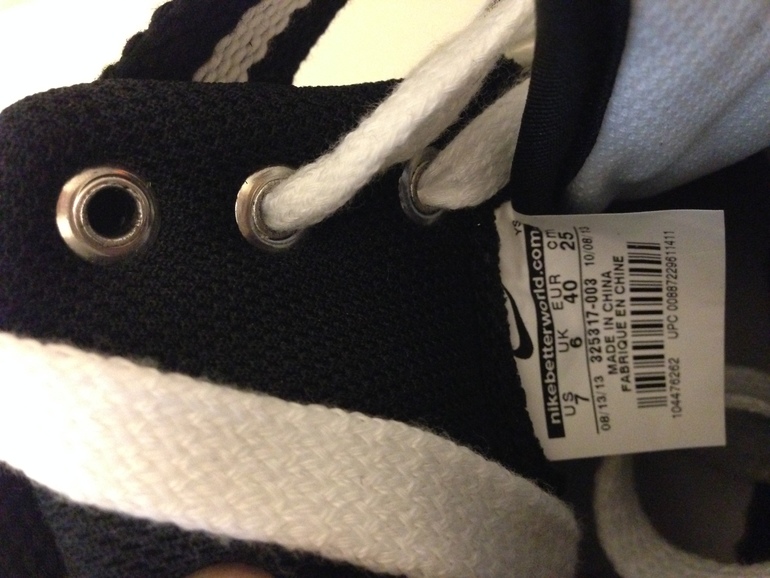 YS
nikebetterworld.com
US UK EUR cm
7 6 40 25
08/13/13 325317-003 10/08/13
MADE IN CHINA
FABRIQUE EN CHINE
104476262 UPC 00887229611411